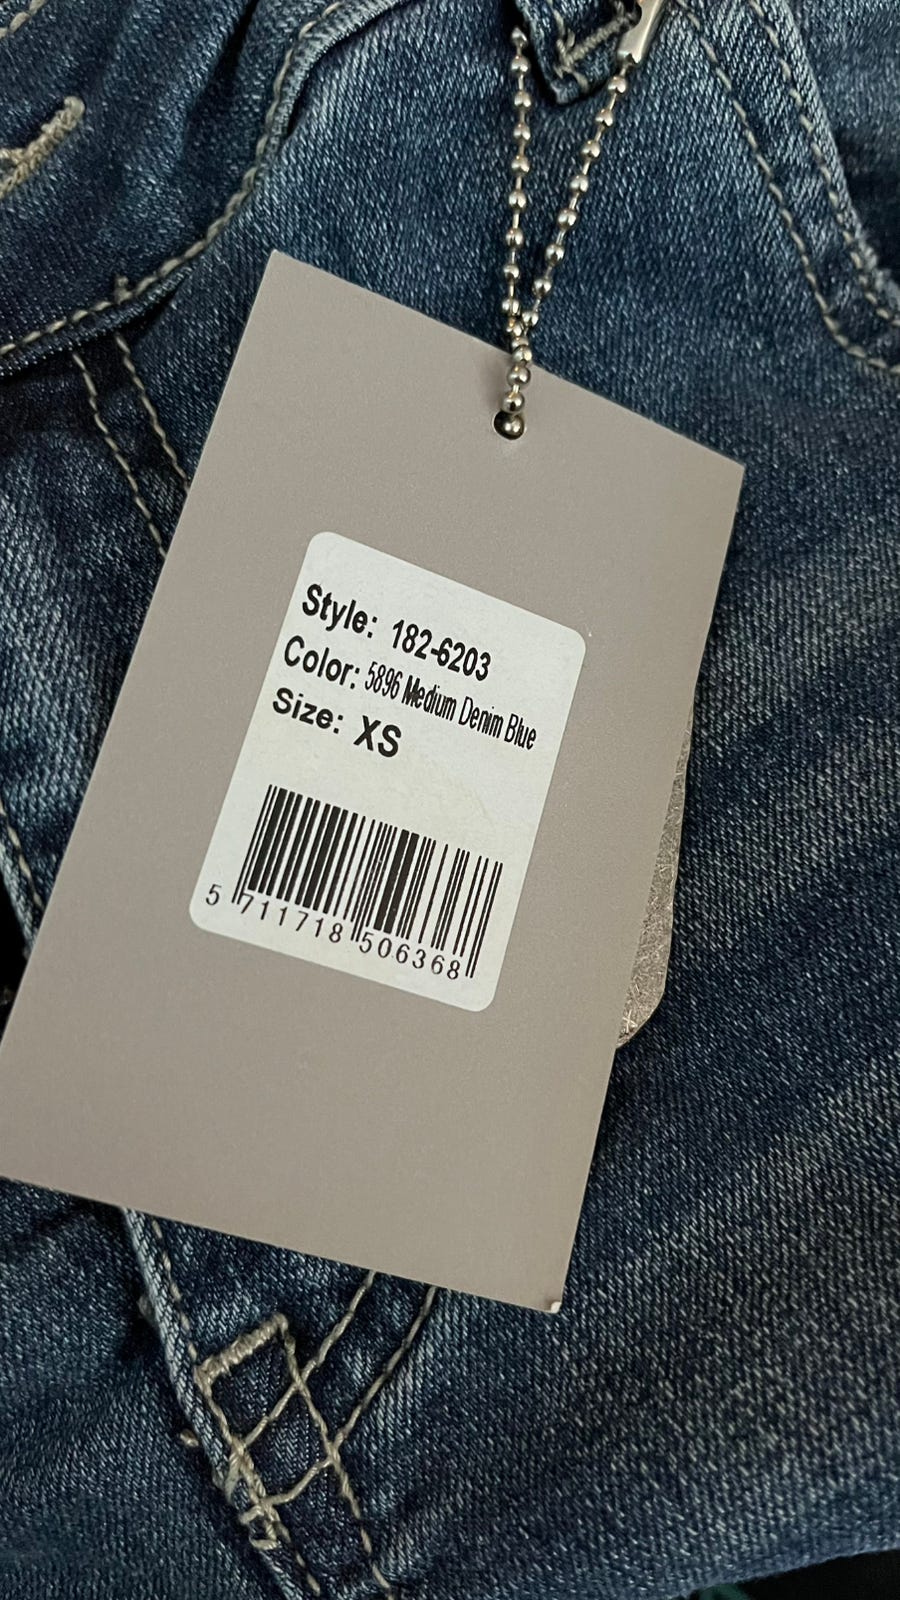 Style: 182-6203
Color: 5896 Medium Denim Blue
Size: XS
5 711718 506368